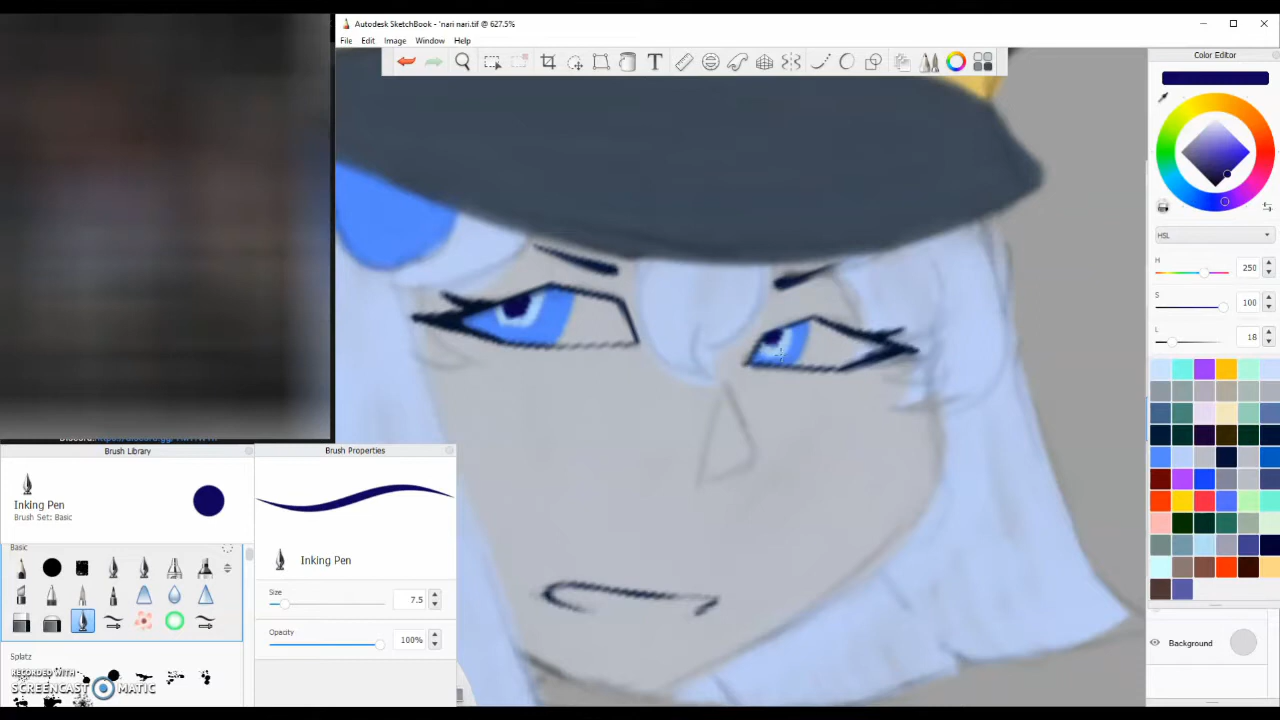 Autodesk SketchBook - 'nari nari.tif @ 627.5%
File Edit Image Window Help
T
Color Editor
HSL
H 250
S 100
L 18
Background
Brush Library
Inking Pen
Brush Set: Basic
Basic
Splatz
Brush Properties
Inking Pen
Size
7.5
Opacity
100%
RECORDED WITH
SCREENCAST MATIC